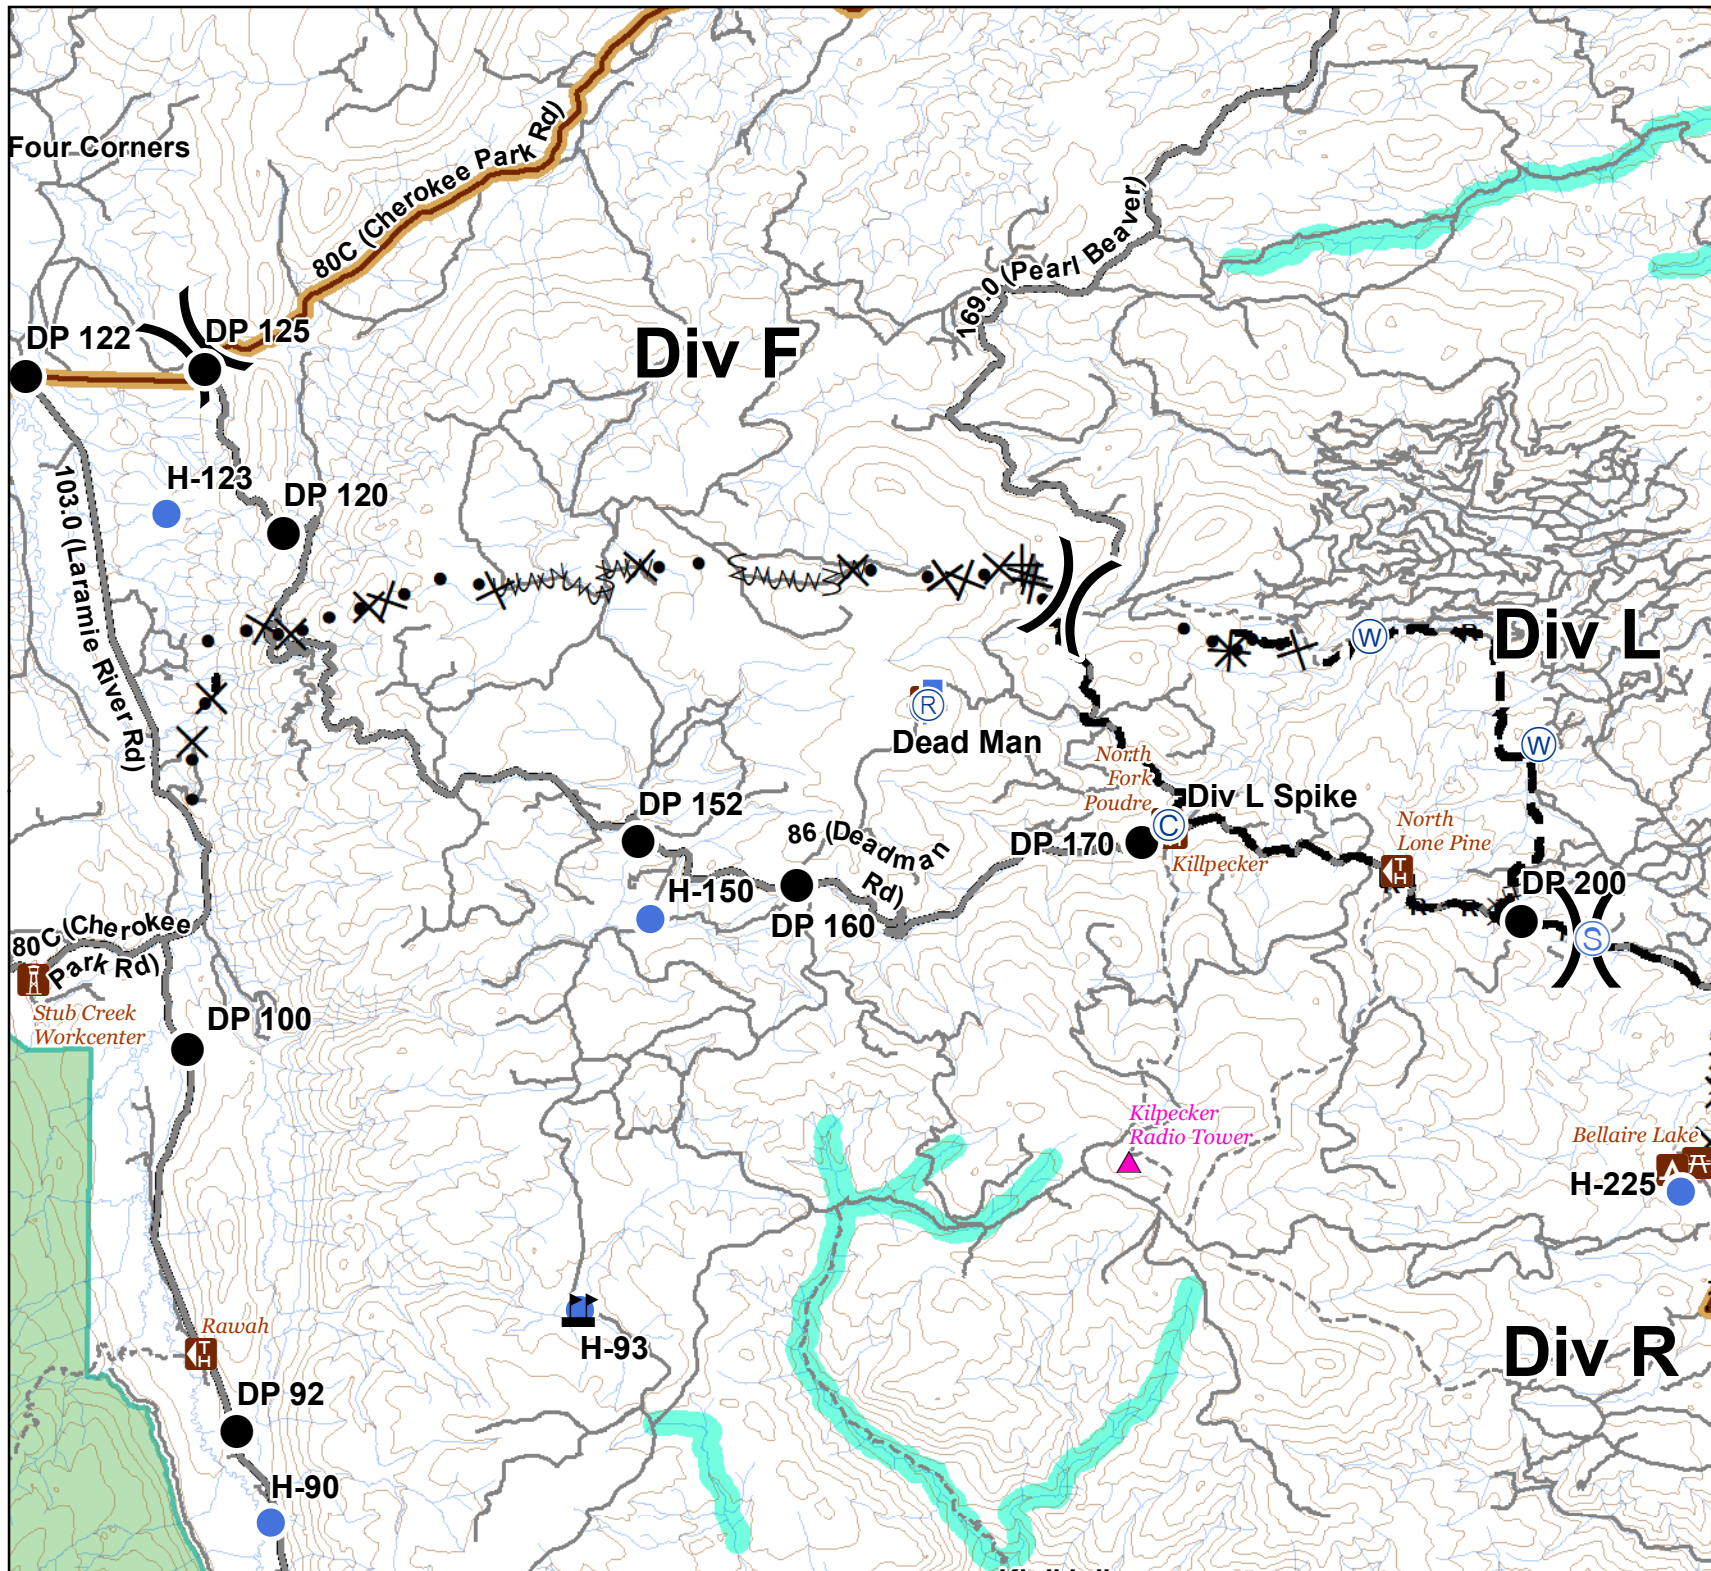 Four Corners
80C (Cherokee Park Rd)
169.0 (Pearl Beaver)
DP 122
DP 125
Div F
H-123
DP 120
103.0 (Laramie River Rd)
W
R
Div L
R
Dead Man
W
North
Fork
Poudre
Div L Spike
C
DP 152
86 (Deadman
Rd)
DP 170
Killpecker
North
Lone Pine
TH
H-150
DP 160
R
R
R
DP 200
S
80C (Cherokee
Park Rd)
Stub Creek
Workcenter
DP 100
Kilpecker
Radio Tower
Bellaire Lake
H-225
Rawah
TH
H-93
Div R
DP 92
H-90